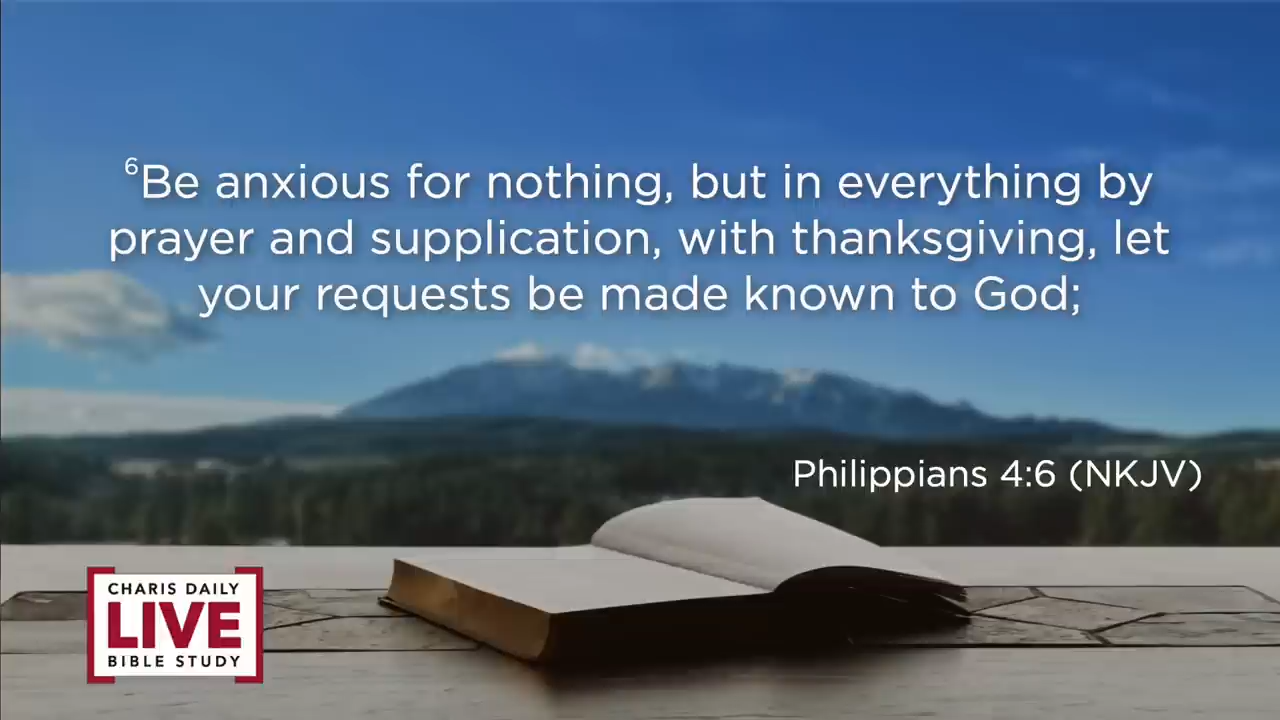 ⁶Be anxious for nothing, but in everything by
prayer and supplication, with thanksgiving, let
your requests be made known to God;
Philippians 4:6 (NKJV)
CHARIS DAILY
LIVE
BIBLE STUDY